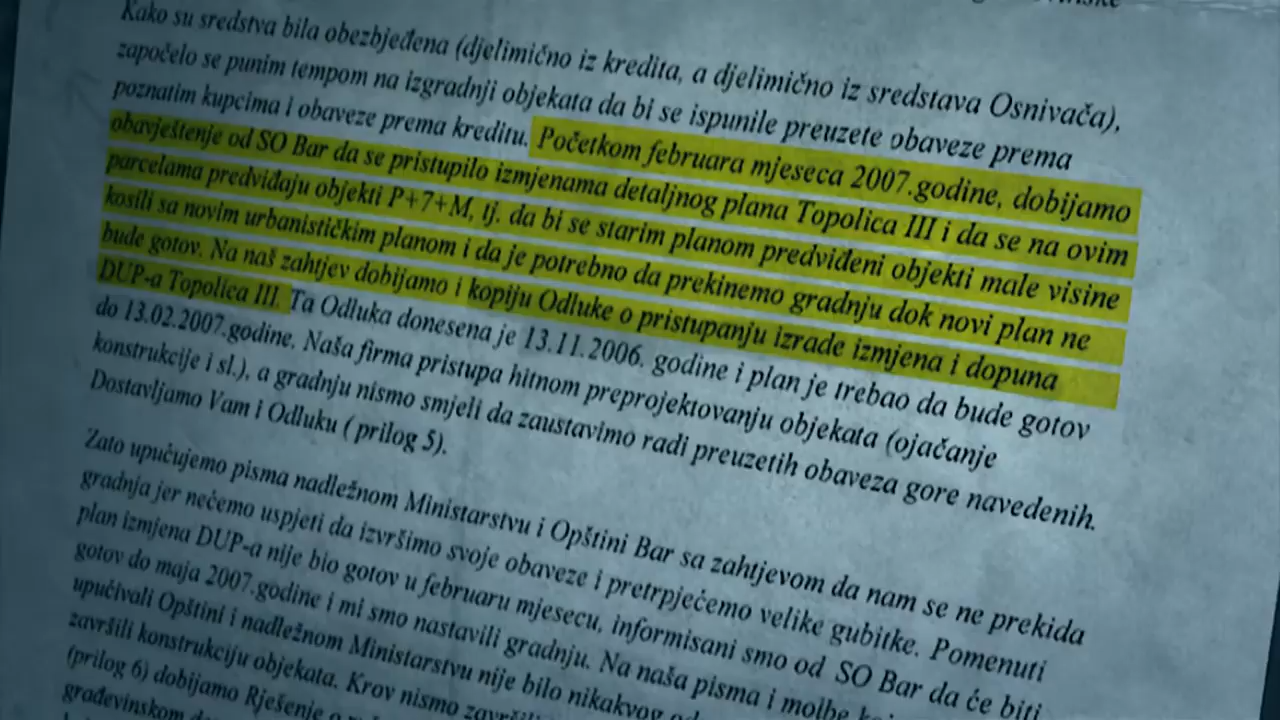 Kako su sredstva bila obezbjeđena (djelimično iz kredita, a djelimično iz sredstava Osnivača),
započelo se punim tempom na izgradnji objekata da bi se ispunile preuzete obaveze prema
poznatim kupcima i obaveze prema kreditu. Početkom februara mjeseca 2007.godine, dobijamo
obavještenje od SO Bar da se pristupilo izmjenama detaljnog plana Topolica III i da se na ovim
parcelama predviđaju objekti P+7+M, tj. da bi se starim planom predviđeni objekti male visine
kosili sa novim urbanističkim planom i da je potrebno da prekinemo gradnju dok novi plan ne
bude gotov. Na naš zahtjev dobijamo i kopiju Odluke o pristupanju izrade izmjena i dopuna
DUP-a Topolica III. Ta Odluka donesena je 13.11.2006. godine i plan je trebao da bude gotov
do 13.02.2007.godine. Naša firma pristupa hitnom preprojektovanju objekata (ojačanje
konstrukcije i sl.), a gradnju nismo smjeli da zaustavimo radi preuzetih obaveza gore navedenih.
Dostavljamo Vam i Odluku ( prilog 5).
Zato upućujemo pisma nadležnom Ministarstvu i Opštini Bar sa zahtjevom da nam se ne prekida
gradnja jer nećemo uspjeti da izvršimo svoje obaveze i pretrpjećemo velike gubitke. Pomenuti
plan izmjena DUP-a nije bio gotov u februaru mjesecu, informisani smo od SO Bar da će biti
gotov do maja 2007.godine i mi smo nastavili gradnju. Na naša pisma i molbe
upućivali Opštini i nadležnom Ministarstvu nije bilo nikakvog
završili konstrukciju objekata. Krov nismo
(prilog 6) dobijamo Rješenje o
građevinskom